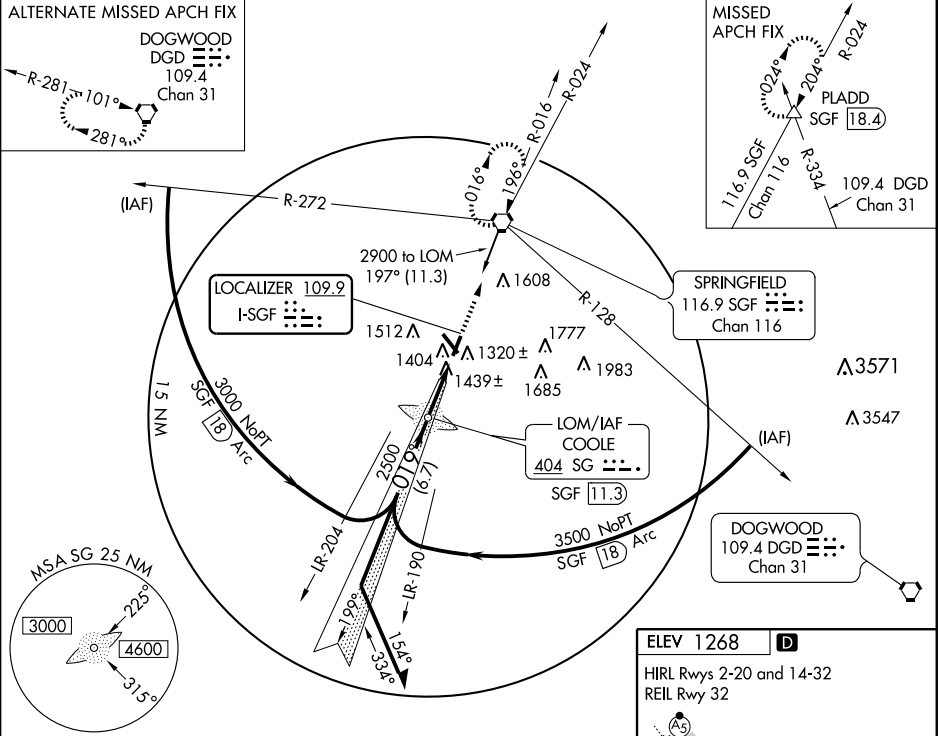 ALTERNATE MISSED APCH FIX
DOGWOOD
DGD
109.4
Chan 31
R-281
101°
281°
MISSED
APCH FIX
R-024
024°
204°
PLADD
SGF 18.4
116.9 SGF
Chan 116
R-334
109.4 DGD
Chan 31
R-024
R-016
016°
196°
(IAF)
R-272
2900 to LOM
197° (11.3)
1608
LOCALIZER 109.9
I-SGF
SPRINGFIELD
116.9 SGF
Chan 116
R-128
1512
1404
1320 ±
1777
1439 ±
1685
1983
3571
3547
15 NM
3000 NoPT
SGF 18 Arc
LOM/IAF
COOLE
404 SG
SGF 11.3
(IAF)
2500
019°
(6.7)
3500 NoPT
SGF 18 Arc
LR-204
LR-190
DOGWOOD
109.4 DGD
Chan 31
199°
154°
334°
MSA SG 25 NM
225°
3000
4600
315°
ELEV 1268
D
HIRL Rwys 2-20 and 14-32
REIL Rwy 32
A5